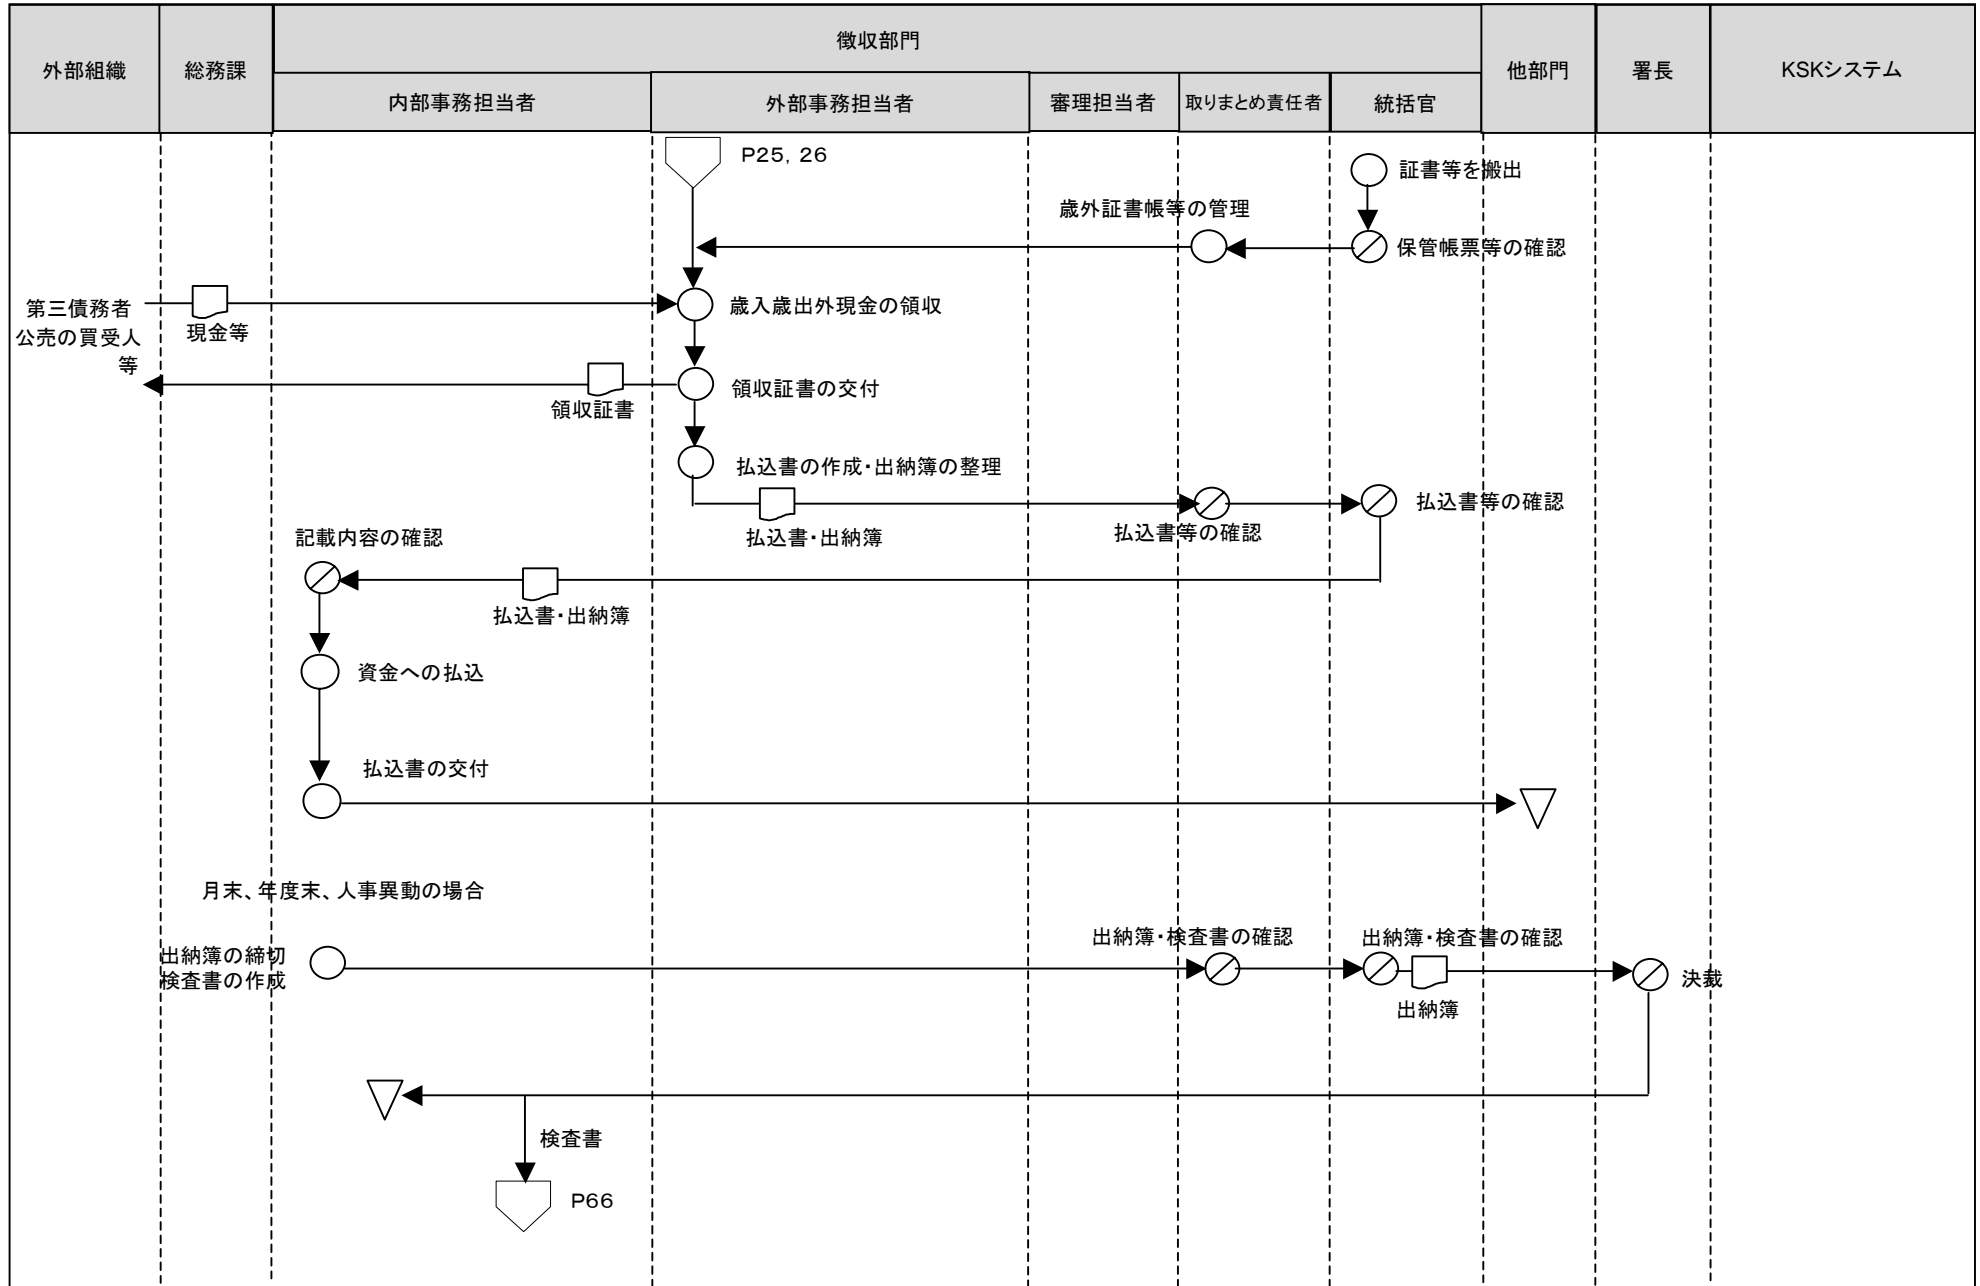 外部組織
総務課
徴収部門
他部門
署長
KSKシステム
内部事務担当者
外部事務担当者
審理担当者
取りまとめ責任者
統括官
P25, 26
証書等を搬出
歳外証書帳等の管理
保管帳票等の確認
第三債務者
公売の買受人
等
現金等
歳入歳出外現金の領収
領収証書
領収証書の交付
払込書の作成・出納簿の整理
払込書・出納簿
払込書等の確認
払込書等の確認
記載内容の確認
払込書・出納簿
資金への払込
払込書の交付
月末、年度末、人事異動の場合
出納簿の締切
検査書の作成
出納簿・検査書の確認
出納簿・検査書の確認
出納簿
決裁
検査書
P66